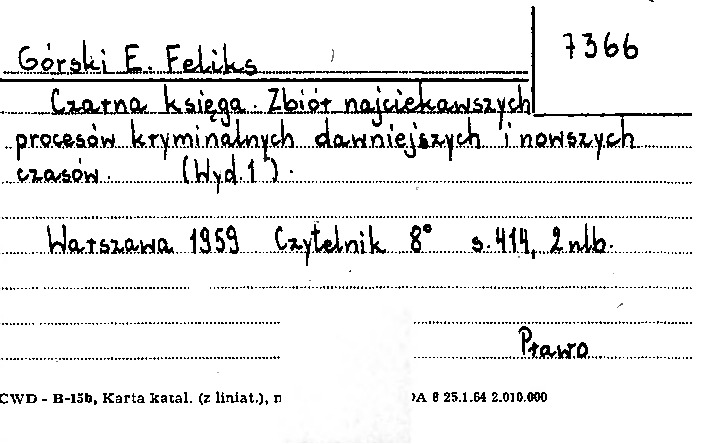 7366
Górski E. Feliks
Czarna księga. Zbiór najciekawszych
procesów kryminalnych dawniejszych i nowszych
czasów. (Wyd. 1).
Warszawa 1959 Czytelnik 8° s. 414, 2 nlb.
Prawo
CWD - B-15b, Karta katal. (z liniat.), 8 25.1.64 2.010.000